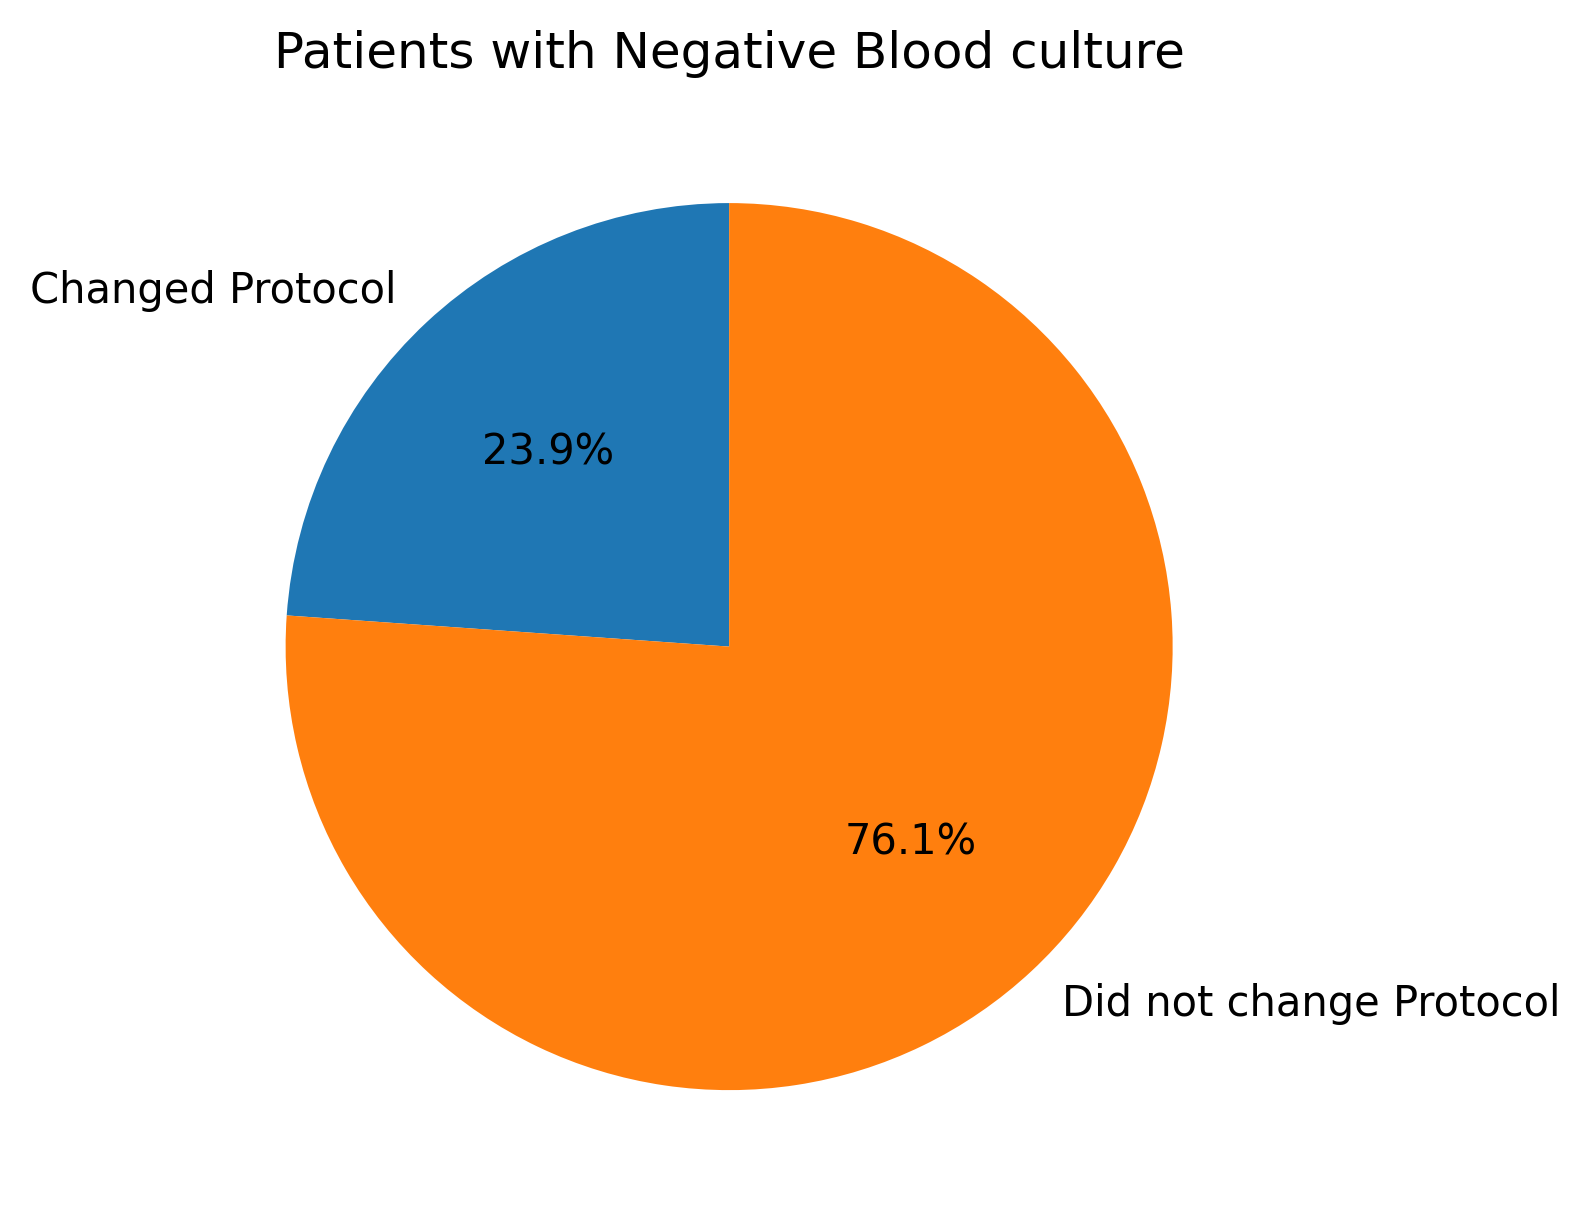 Patients with Negative Blood culture
Changed Protocol
23.9%
76.1%
Did not change Protocol